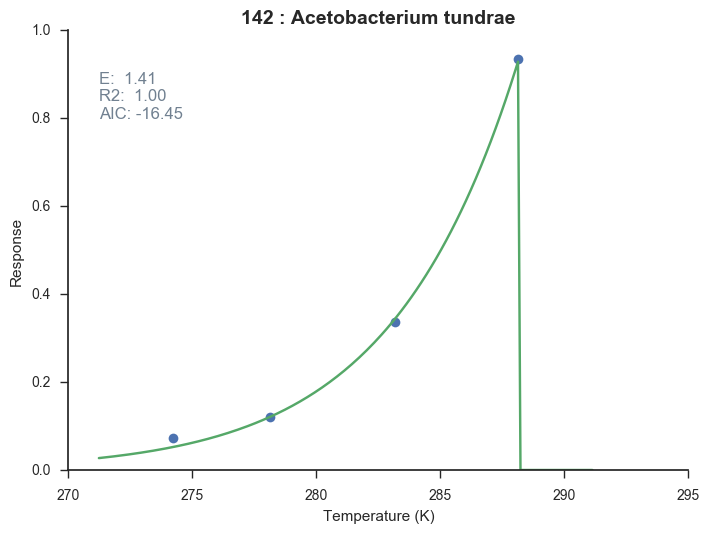 142 : Acetobacterium tundrae
E:  1.41
R2:  1.00
AIC: -16.45
Response
1.0
0.8
0.6
0.4
0.2
0.0
270
275
280
285
290
295
Temperature (K)